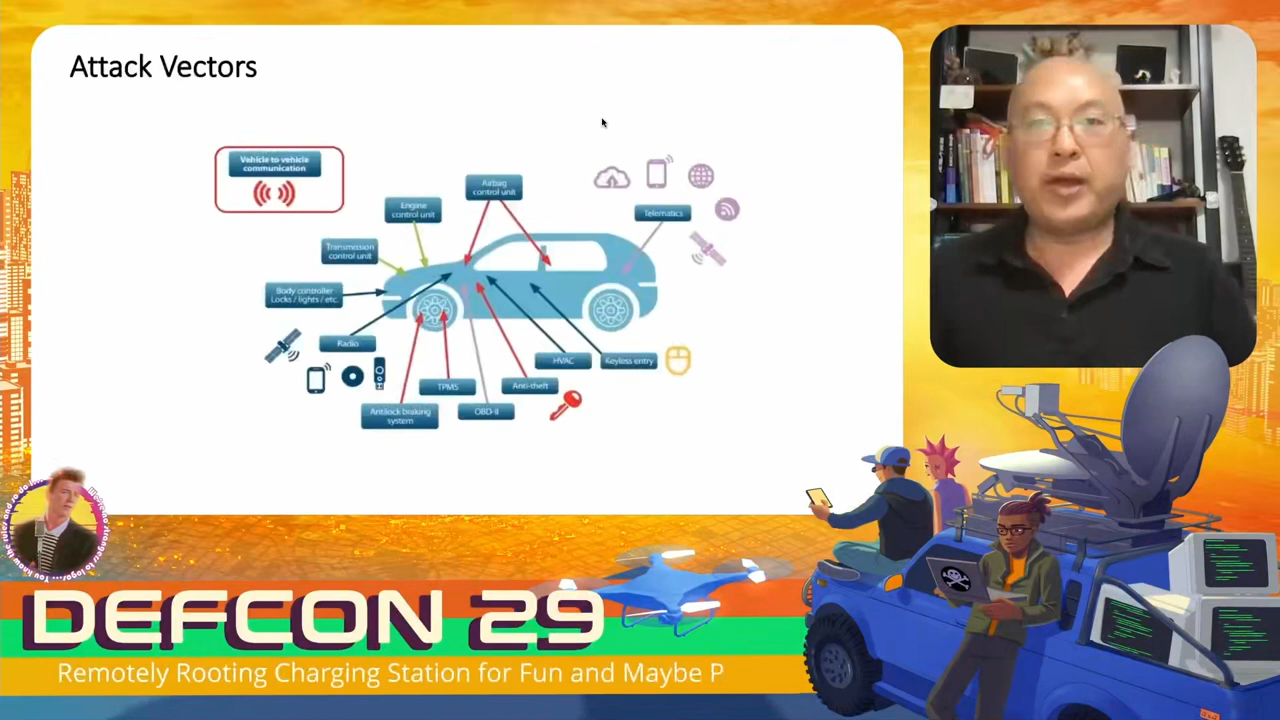 Attack Vectors
Vehicle to vehicle
communication
Airbag
control unit
Engine
control unit
Telematics
Transmission
control unit
Body controller
Locks / lights / etc.
Radio
HVAC
Keyless entry
TPMS
Anti-theft
Antilock braking
system
OBD-II
DEFCON 29
Remotely Rooting Charging Station for Fun and Maybe P